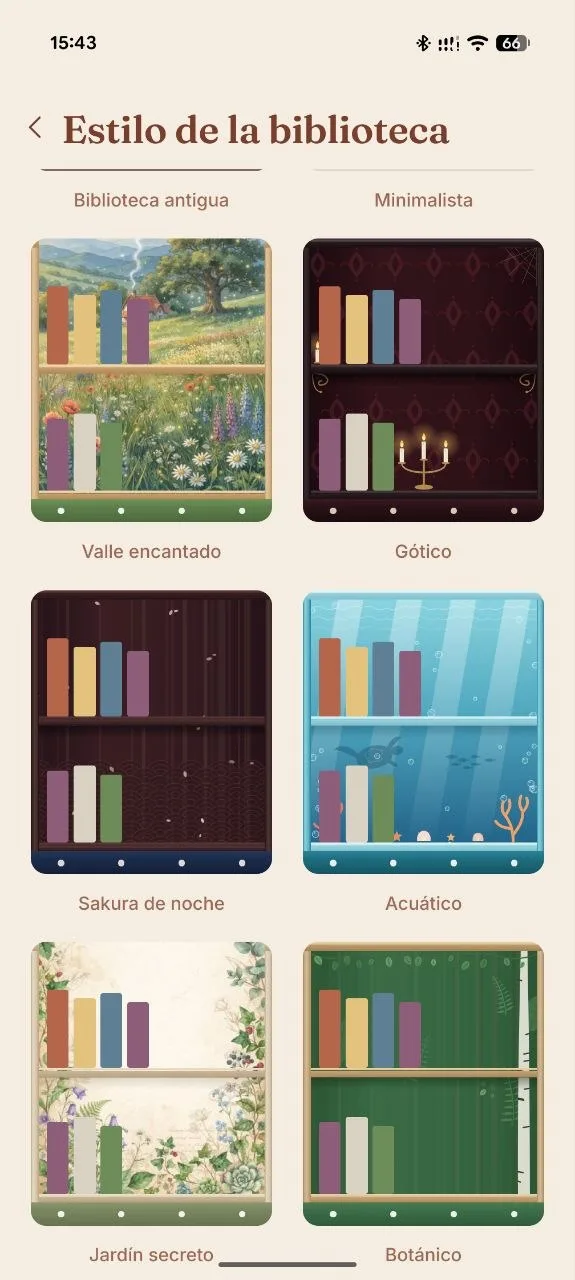 15:43
66
Estilo de la biblioteca
Biblioteca antigua
Minimalista
Valle encantado
Gótico
Sakura de noche
Acuático
Jardín secreto
Botánico